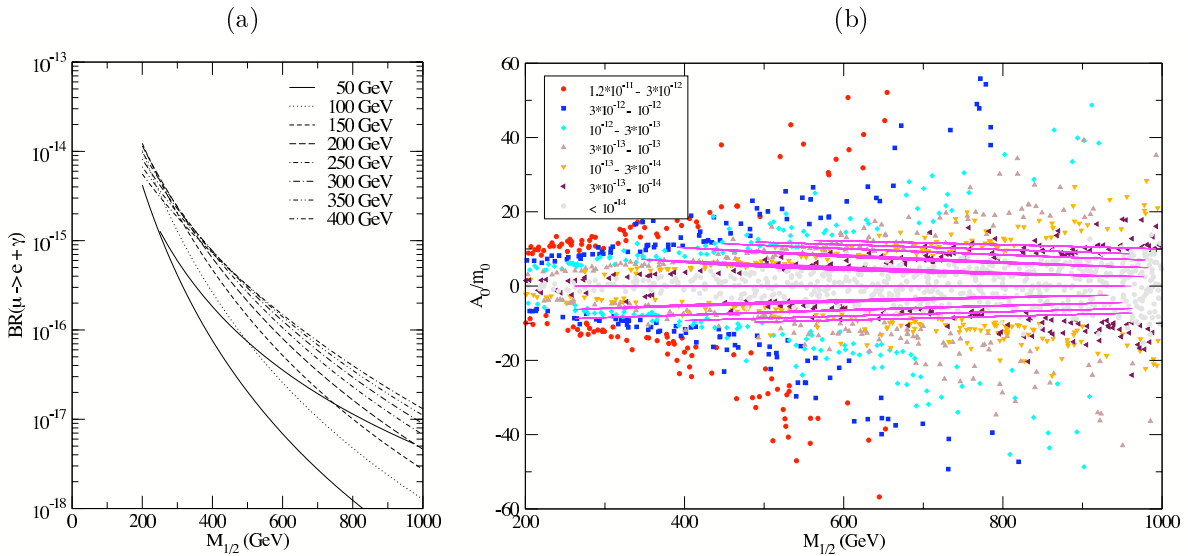 (a)
(b)
10^-13
10^-14
10^-15
10^-16
10^-17
10^-18
BR(μ -> e + γ)
50 GeV
100 GeV
150 GeV
200 GeV
250 GeV
300 GeV
350 GeV
400 GeV
0 200 400 600 800 1000
M_1/2 (GeV)
60
40
20
0
-20
-40
-60
A_0/m_0
1.2*10^-11 - 3*10^-12
3*10^-12 - 10^-12
10^-12 - 3*10^-13
3*10^-13 - 10^-13
10^-13 - 3*10^-14
3*10^-13 - 10^-14
< 10^-14
200 400 600 800 1000
M_1/2 (GeV)